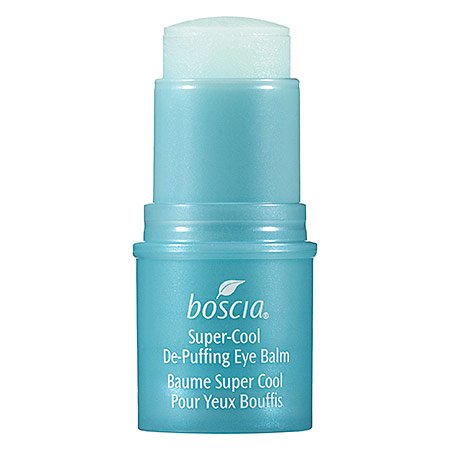 boscia®
Super-Cool
De-Puffing Eye Balm
Baume Super Cool
Pour Yeux Bouffis